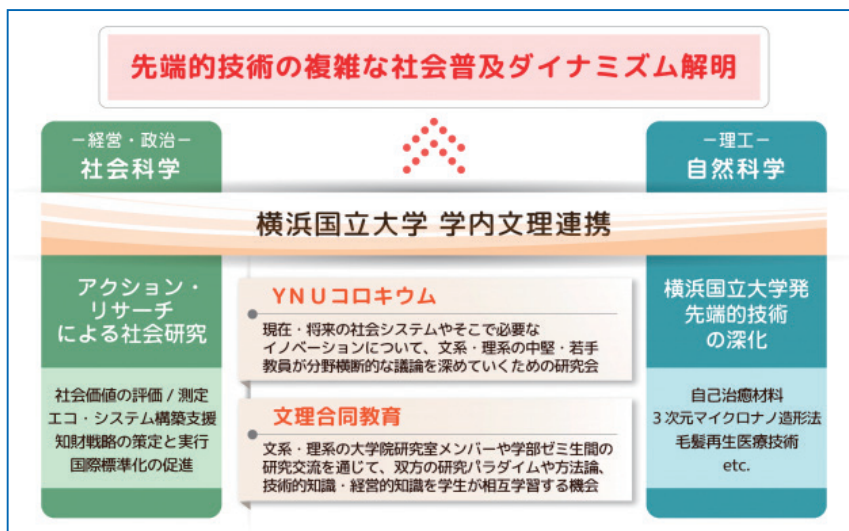 先端的技術の複雑な社会普及ダイナミズム解明
－経営・政治－
社会科学
－理工－
自然科学
横浜国立大学 学内文理連携
アクション・
リサーチ
による社会研究
社会価値の評価 / 測定
エコ・システム構築支援
知財戦略の策定と実行
国際標準化の促進
YNUコロキウム
現在・将来の社会システムやそこで必要な
イノベーションについて、文系・理系の中堅・若手
教員が分野横断的な議論を深めていくための研究会
文理合同教育
文系・理系の大学院研究室メンバーや学部ゼミ生間の
研究交流を通じて、双方の研究パラダイムや方法論、
技術的知識・経営的知識を学生が相互学習する機会
横浜国立大学発
先端的技術
の深化
自己治癒材料
３次元マイクロナノ造形法
毛髪再生医療技術
etc.